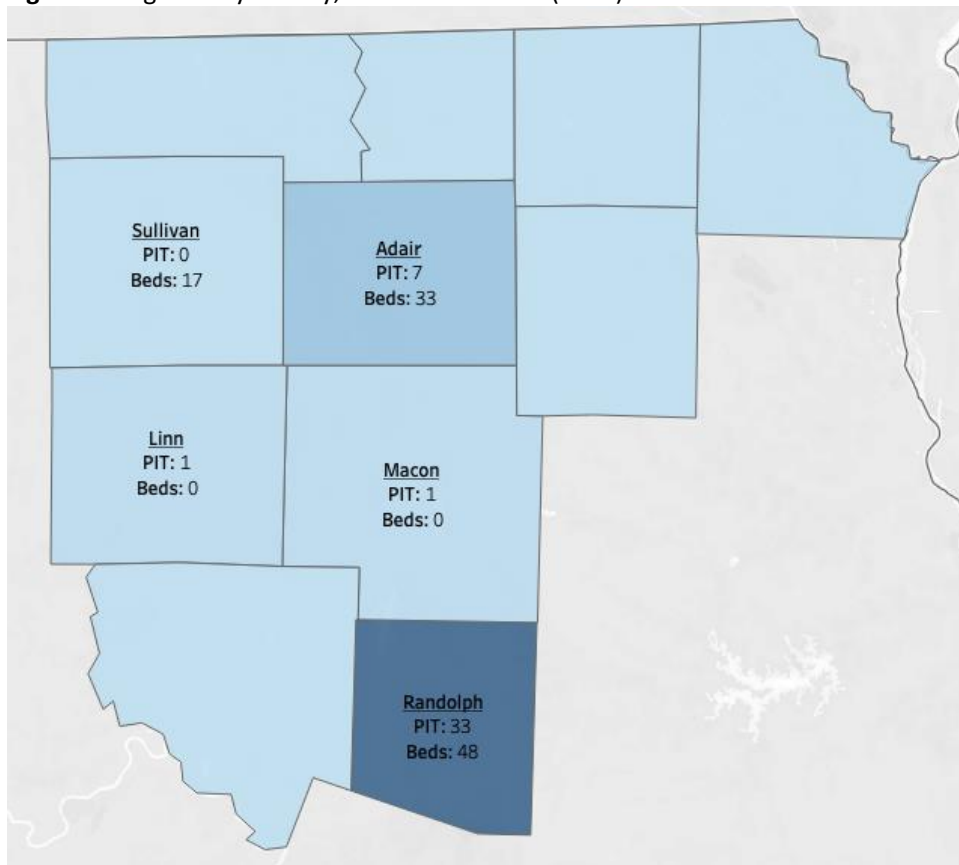 Sullivan
PIT: 0
Beds: 17
Adair
PIT: 7
Beds: 33
Linn
PIT: 1
Beds: 0
Macon
PIT: 1
Beds: 0
Randolph
PIT: 33
Beds: 48